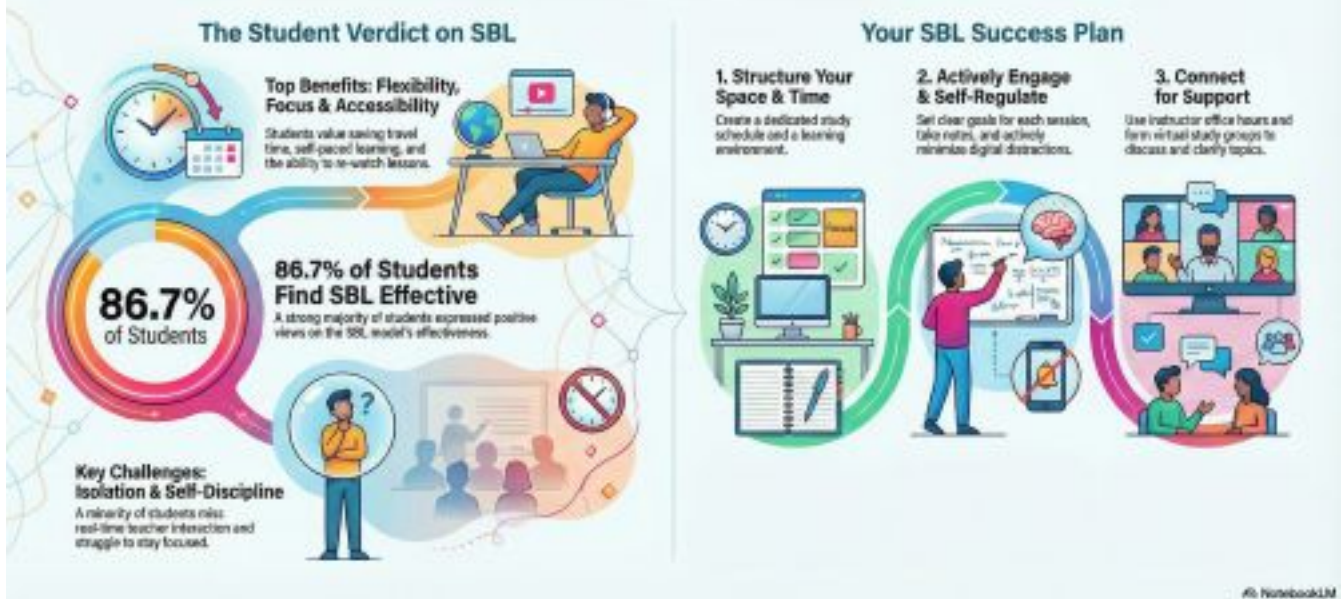 The Student Verdict on SBL
Top Benefits: Flexibility,
Focus & Accessibility
Students value saving travel
time, self-paced learning, and
the ability to re-watch lessons.
86.7%
of Students
86.7% of Students
Find SBL Effective
A strong majority of students expressed positive
views on the SBL model's effectiveness.
?
Key Challenges:
Isolation & Self-Discipline
A minority of students miss
real-time teacher interaction and
struggle to stay focused.
Your SBL Success Plan
1. Structure Your
Space & Time
Create a dedicated study
schedule and a learning
environment.
2. Actively Engage
& Self-Regulate
Set clear goals for each session,
take notes, and actively
minimize digital distractions.
3. Connect
for Support
Use instructor office hours and
form virtual study groups to
discuss and clarify topics.
NotebookLM